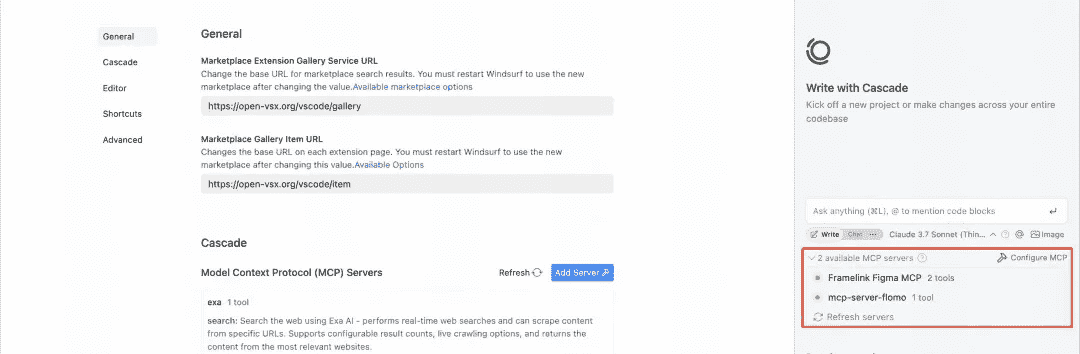 General
Cascade
Editor
Shortcuts
Advanced
General
Marketplace Extension Gallery Service URL
Change the base URL for marketplace search results. You must restart Windsurf to use the new
marketplace after changing the value.Available marketplace options
https://open-vsx.org/vscode/gallery
Marketplace Gallery Item URL
Changes the base URL on each extension page. You must restart Windsurf to use the new
marketplace after changing this value.Available Options
https://open-vsx.org/vscode/item
Cascade
Model Context Protocol (MCP) Servers
Refresh
Add Server
exa 1 tool
search: Search the web using Exa AI - performs real-time web searches and can scrape content
from specific URLs. Supports configurable result counts, live crawling options, and returns the
content from the most relevant websites.
Write with Cascade
Kick off a new project or make changes across your entire
codebase
Ask anything (⌘L), @ to mention code blocks
Write Chat ••• Claude 3.7 Sonnet (Thin... Image
2 available MCP servers Configure MCP
Framelink Figma MCP 2 tools
mcp-server-flomo 1 tool
Refresh servers